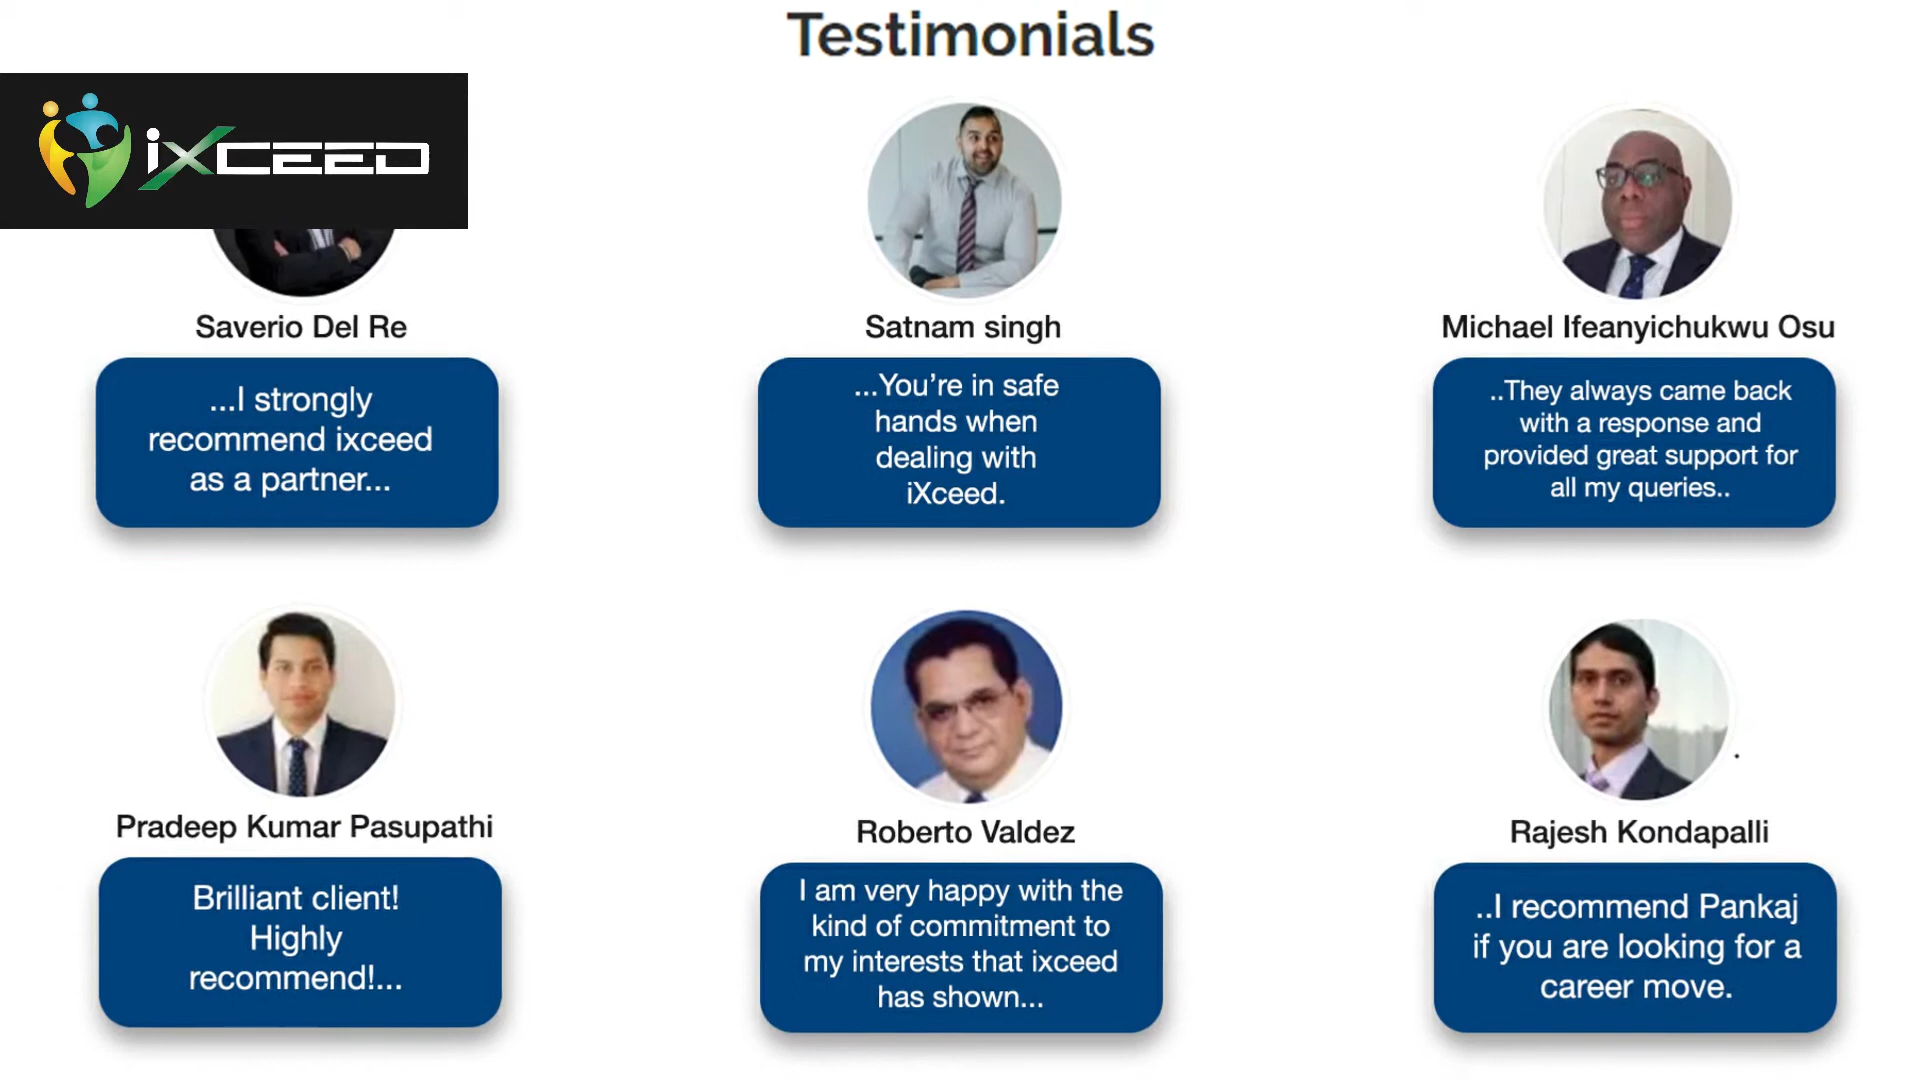 Testimonials
iXCEED
Saverio Del Re
...I strongly
recommend ixceed
as a partner...
Satnam singh
...You’re in safe
hands when
dealing with
iXceed.
Michael Ifeanyichukwu Osu
..They always came back
with a response and
provided great support for
all my queries..
Pradeep Kumar Pasupathi
Brilliant client!
Highly
recommend!...
Roberto Valdez
I am very happy with the
kind of commitment to
my interests that ixceed
has shown...
Rajesh Kondapalli
..I recommend Pankaj
if you are looking for a
career move.